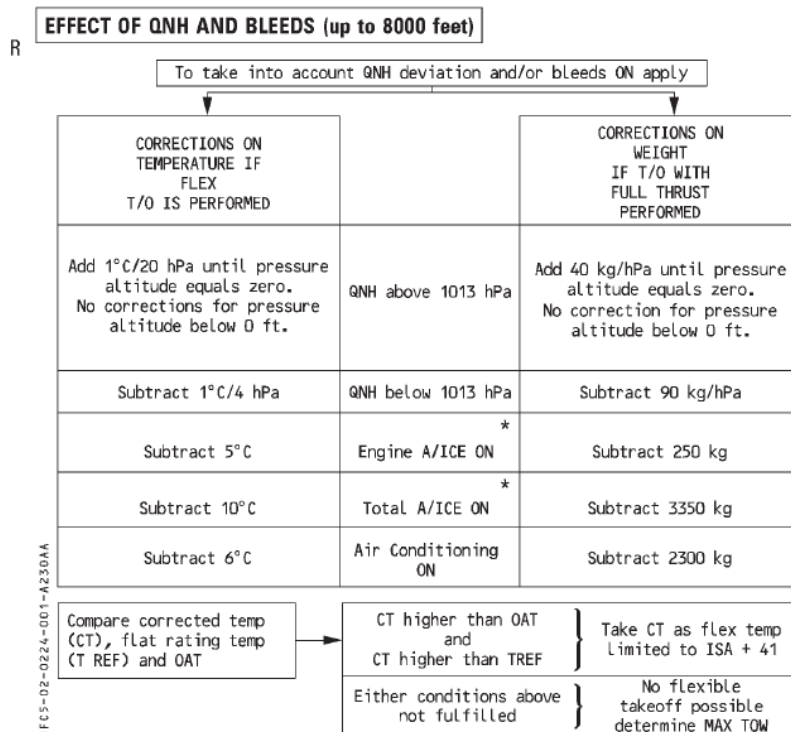 EFFECT OF QNH AND BLEEDS (up to 8000 feet)
R
To take into account QNH deviation and/or bleeds ON apply
CORRECTIONS ON
TEMPERATURE IF
FLEX
T/O IS PERFORMED
CORRECTIONS ON
WEIGHT
IF T/O WITH
FULL THRUST
PERFORMED
Add 1°C/20 hPa until pressure
altitude equals zero.
No corrections for pressure
altitude below 0 ft.
QNH above 1013 hPa
Add 40 kg/hPa until pressure
altitude equals zero.
No correction for pressure
altitude below 0 ft.
Subtract 1°C/4 hPa
QNH below 1013 hPa
Subtract 90 kg/hPa
Subtract 5°C
*
Engine A/ICE ON
Subtract 250 kg
Subtract 10°C
*
Total A/ICE ON
Subtract 3350 kg
Subtract 6°C
Air Conditioning
ON
Subtract 2300 kg
Compare corrected temp
(CT), flat rating temp
(T REF) and OAT
CT higher than OAT
and
CT higher than TREF
Take CT as flex temp
Limited to ISA + 41
Either conditions above
not fulfilled
No flexible
takeoff possible
determine MAX TOW
FC5-02-0224-001-A230AA